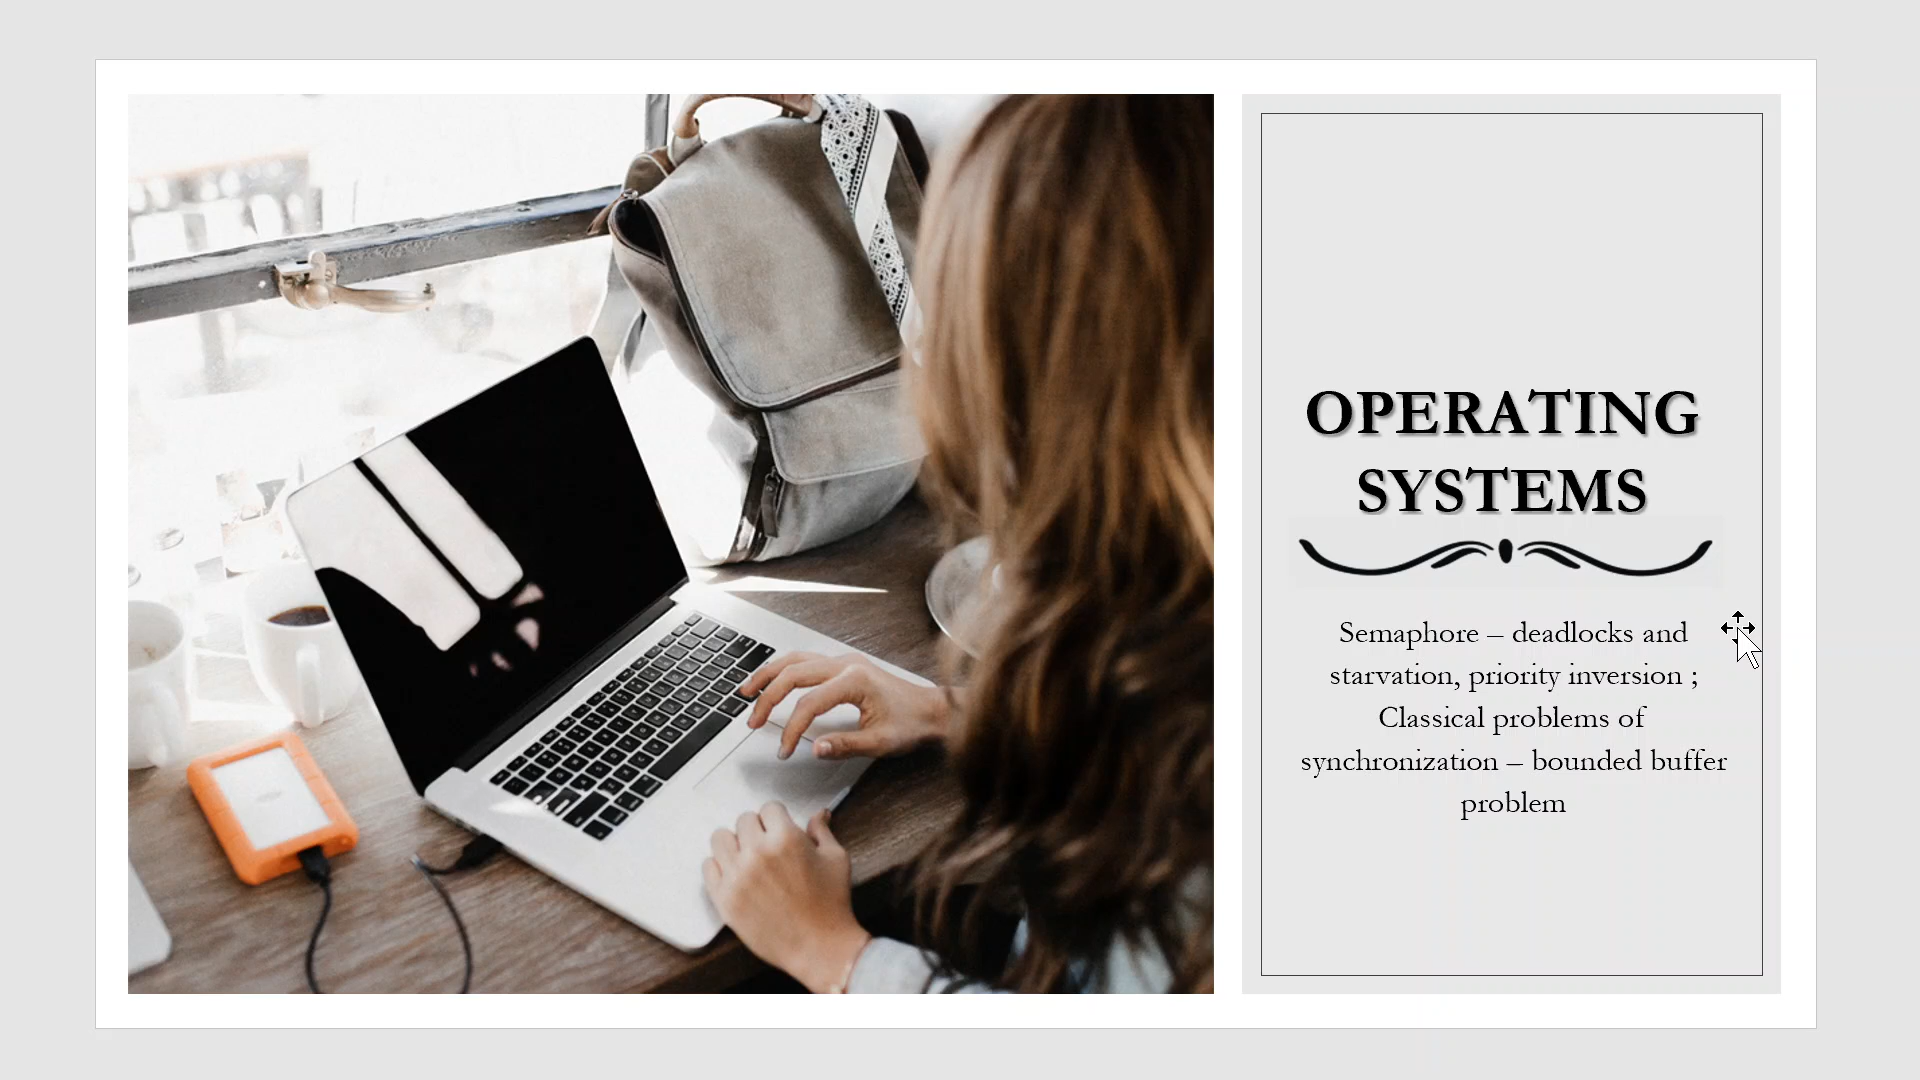 OPERATING
SYSTEMS
Semaphore – deadlocks and
starvation, priority inversion ;
Classical problems of
synchronization – bounded buffer
problem